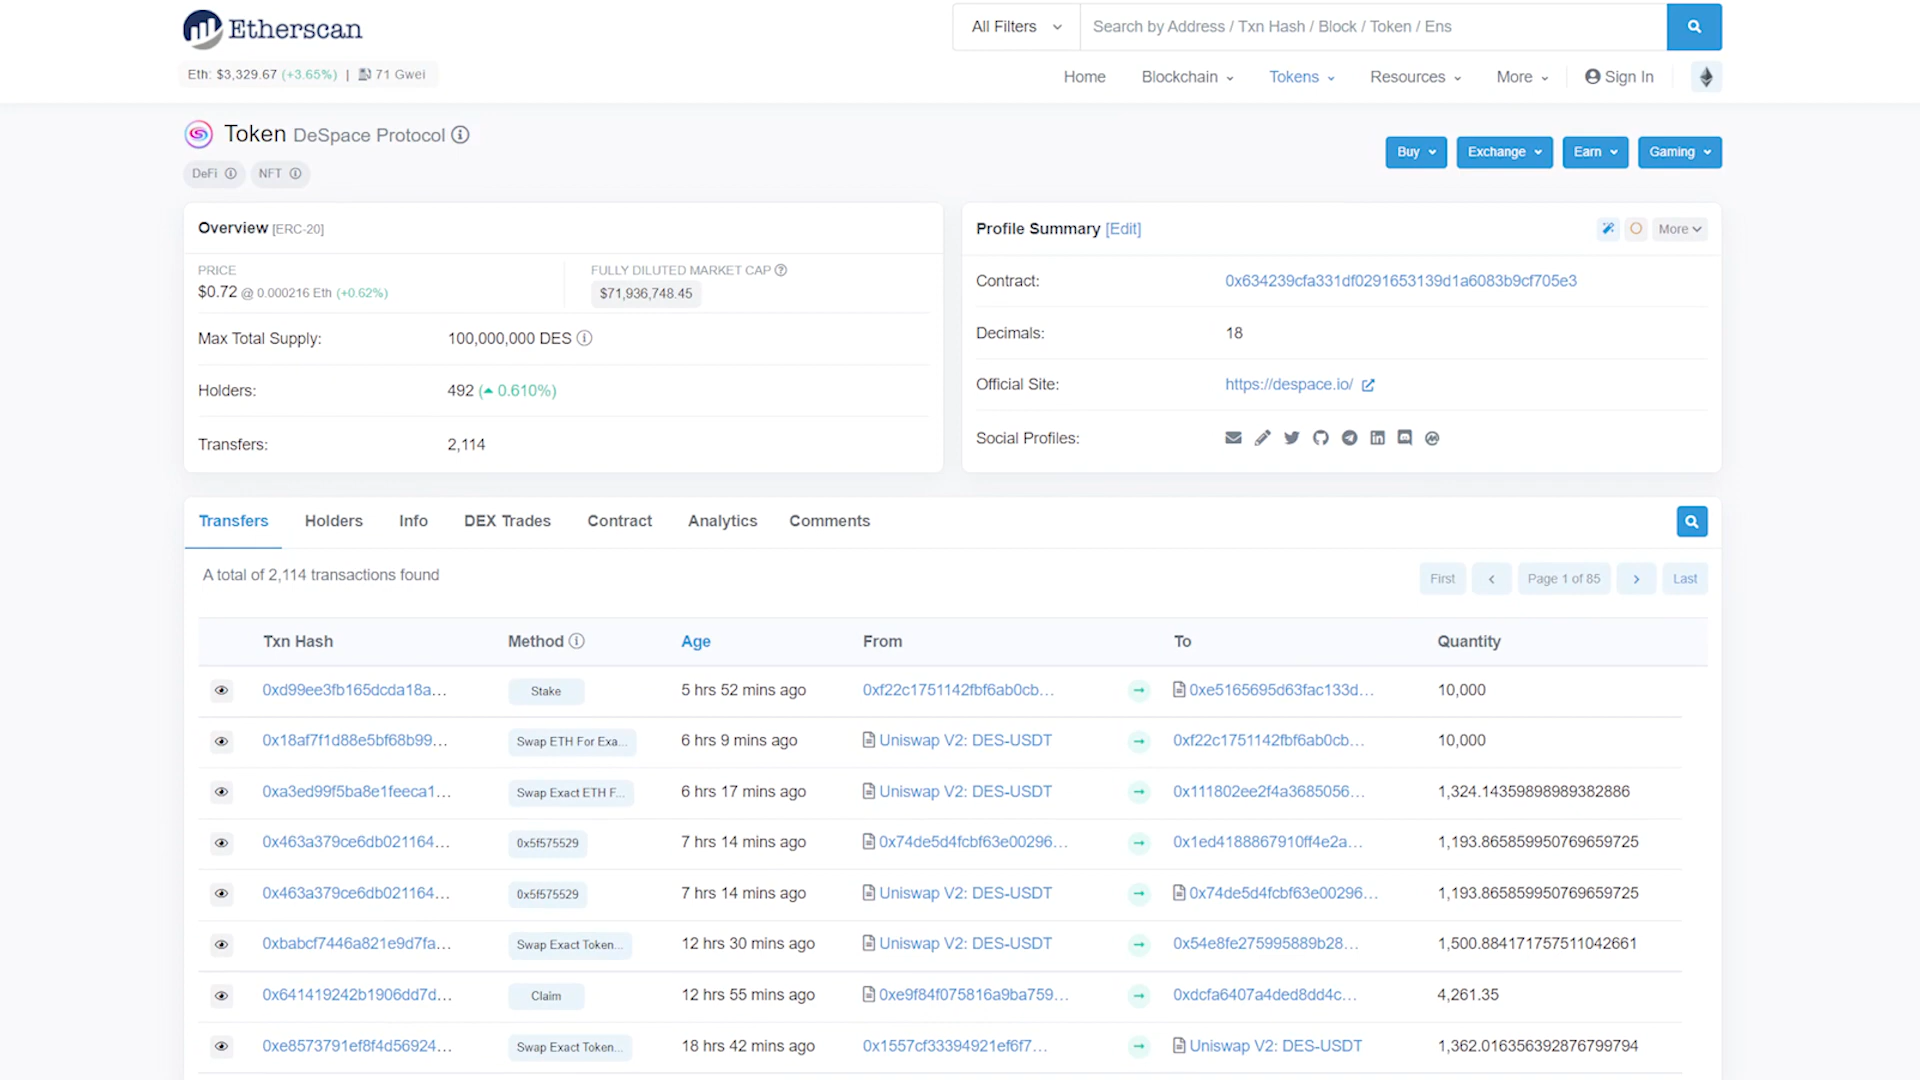 Etherscan
All Filters
Search by Address / Txn Hash / Block / Token / Ens
Eth: $3,329.67 (+3.65%) | 71 Gwei
Home Blockchain Tokens Resources More Sign In
Token DeSpace Protocol
DeFi NFT
Buy Exchange Earn Gaming
Overview [ERC-20]
PRICE
$0.72 @ 0.000216 Eth (+0.62%)
FULLY DILUTED MARKET CAP
$71,936,748.45
Max Total Supply: 100,000,000 DES
Holders: 492 (0.610%)
Transfers: 2,114
Profile Summary [Edit] More
Contract: 0x634239cfa331df0291653139d1a6083b9cf705e3
Decimals: 18
Official Site: https://despace.io/
Social Profiles:
Transfers Holders Info DEX Trades Contract Analytics Comments
A total of 2,114 transactions found
First Page 1 of 85 Last
Txn Hash Method Age From To Quantity
0xd99ee3fb165dcda18a... Stake 5 hrs 52 mins ago 0xf22c1751142fbf6ab0cb... 0xe5165695d63fac133d... 10,000
0x18af7f1d88e5bf68b99... Swap ETH For Exa... 6 hrs 9 mins ago Uniswap V2: DES-USDT 0xf22c1751142fbf6ab0cb... 10,000
0xa3ed99f5ba8e1feeca1... Swap Exact ETH F... 6 hrs 17 mins ago Uniswap V2: DES-USDT 0x111802ee2f4a3685056... 1,324.14359898989382886
0x463a379ce6db021164... 0x5f575529 7 hrs 14 mins ago 0x74de5d4fcbf63e00296... 0x1ed4188867910ff4e2a... 1,193.865859950769659725
0x463a379ce6db021164... 0x5f575529 7 hrs 14 mins ago Uniswap V2: DES-USDT 0x74de5d4fcbf63e00296... 1,193.865859950769659725
0xbabcf7446a821e9d7fa... Swap Exact Token... 12 hrs 30 mins ago Uniswap V2: DES-USDT 0x54e8fe275995889b28... 1,500.884171757511042661
0x641419242b1906dd7d... Claim 12 hrs 55 mins ago 0xe9f84f075816a9ba759... 0xdcfa6407a4ded8dd4c... 4,261.35
0xe8573791ef8f4d56924... Swap Exact Token... 18 hrs 42 mins ago 0x1557cf33394921ef6f7... Uniswap V2: DES-USDT 1,362.016356392876799794